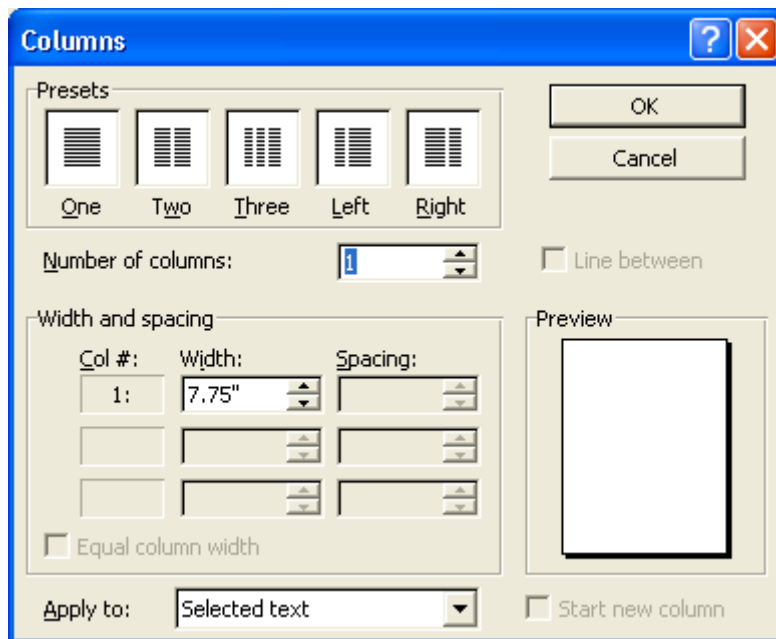 Columns
Presets
One Two Three Left Right
OK
Cancel
Number of columns: 1
Line between
Width and spacing
Col #: Width: Spacing:
1: 7.75"
Equal column width
Preview
Apply to: Selected text
Start new column